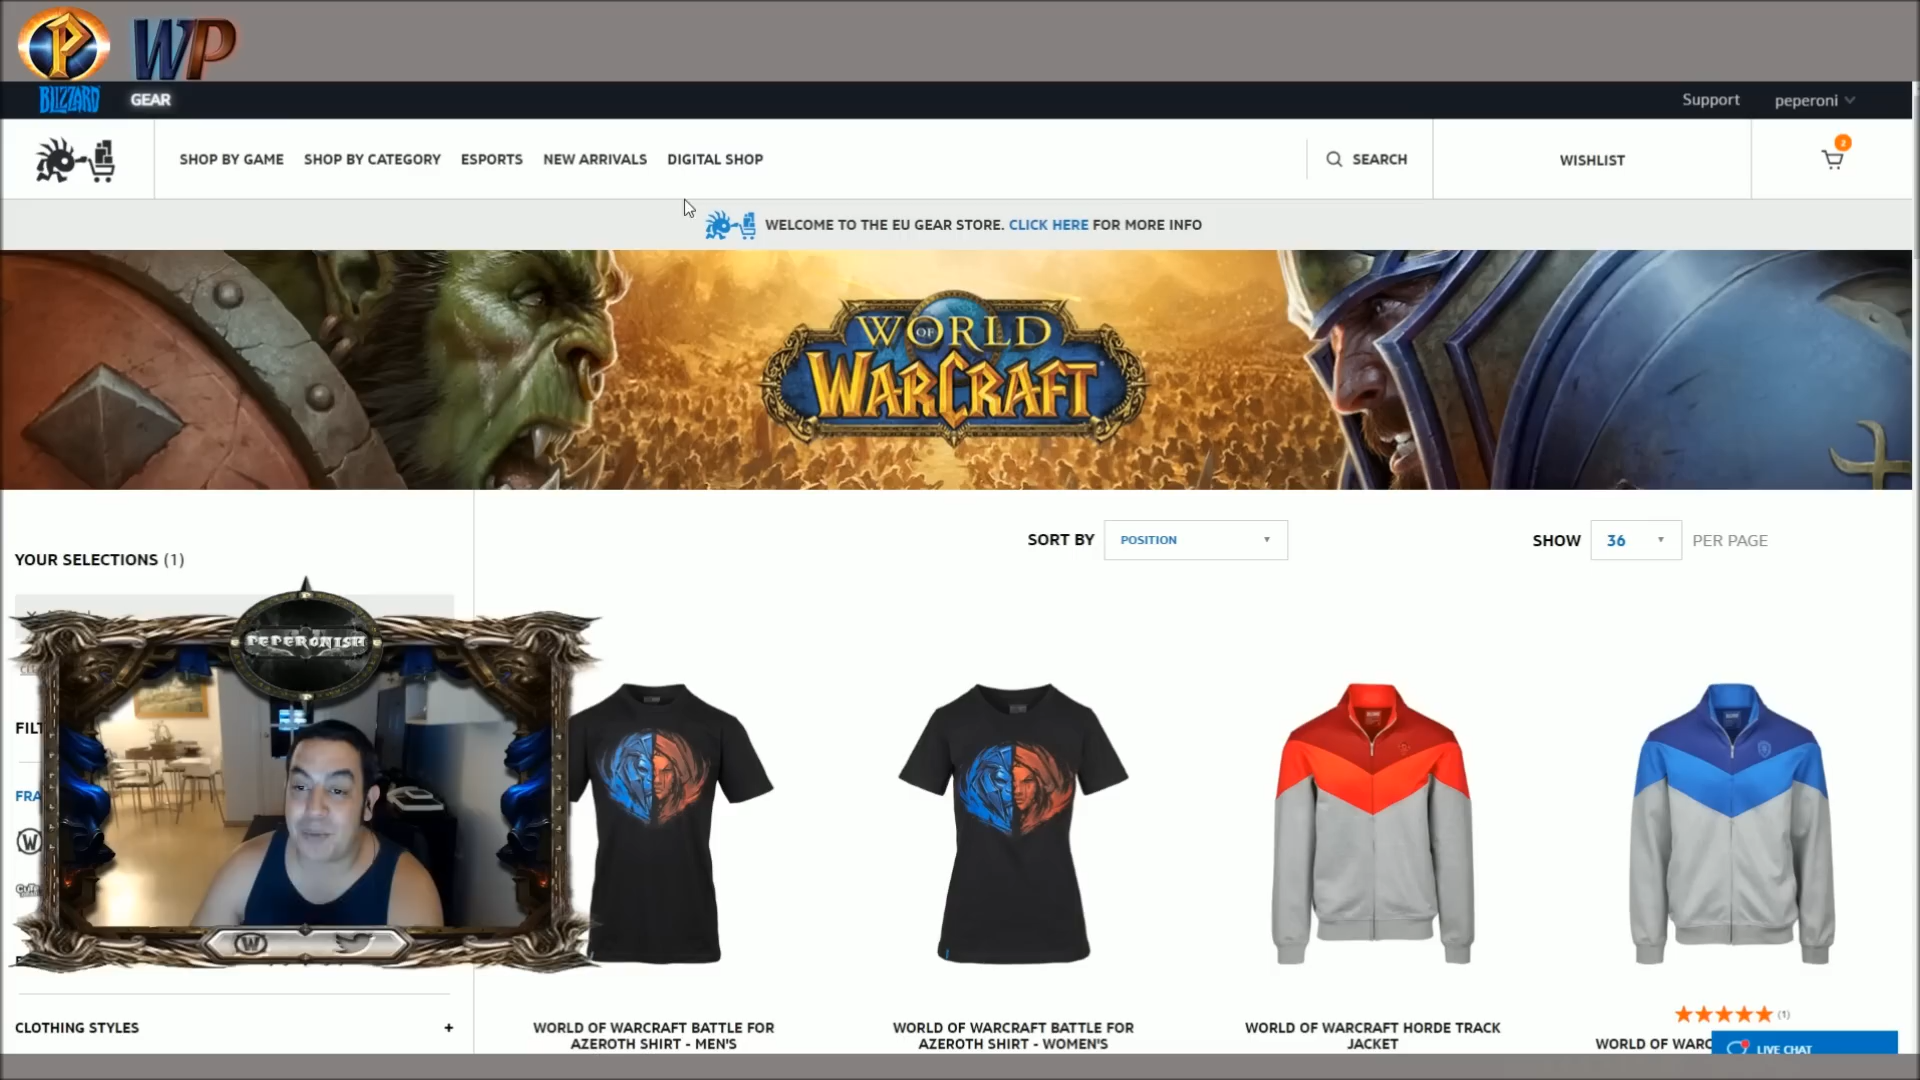 P WP
BLIZZARD GEAR Support peperoni
SHOP BY GAME SHOP BY CATEGORY ESPORTS NEW ARRIVALS DIGITAL SHOP SEARCH WISHLIST 2
WELCOME TO THE EU GEAR STORE. CLICK HERE FOR MORE INFO
WORLD OF
WARCRAFT
SORT BY POSITION SHOW 36 PER PAGE
YOUR SELECTIONS (1)
PEPERONISH
FILT
FRA
W
W
CLOTHING STYLES +
WORLD OF WARCRAFT BATTLE FOR
AZEROTH SHIRT - MEN'S
WORLD OF WARCRAFT BATTLE FOR
AZEROTH SHIRT - WOMEN'S
WORLD OF WARCRAFT HORDE TRACK
JACKET
(1)
WORLD OF WARC
LIVE CHAT